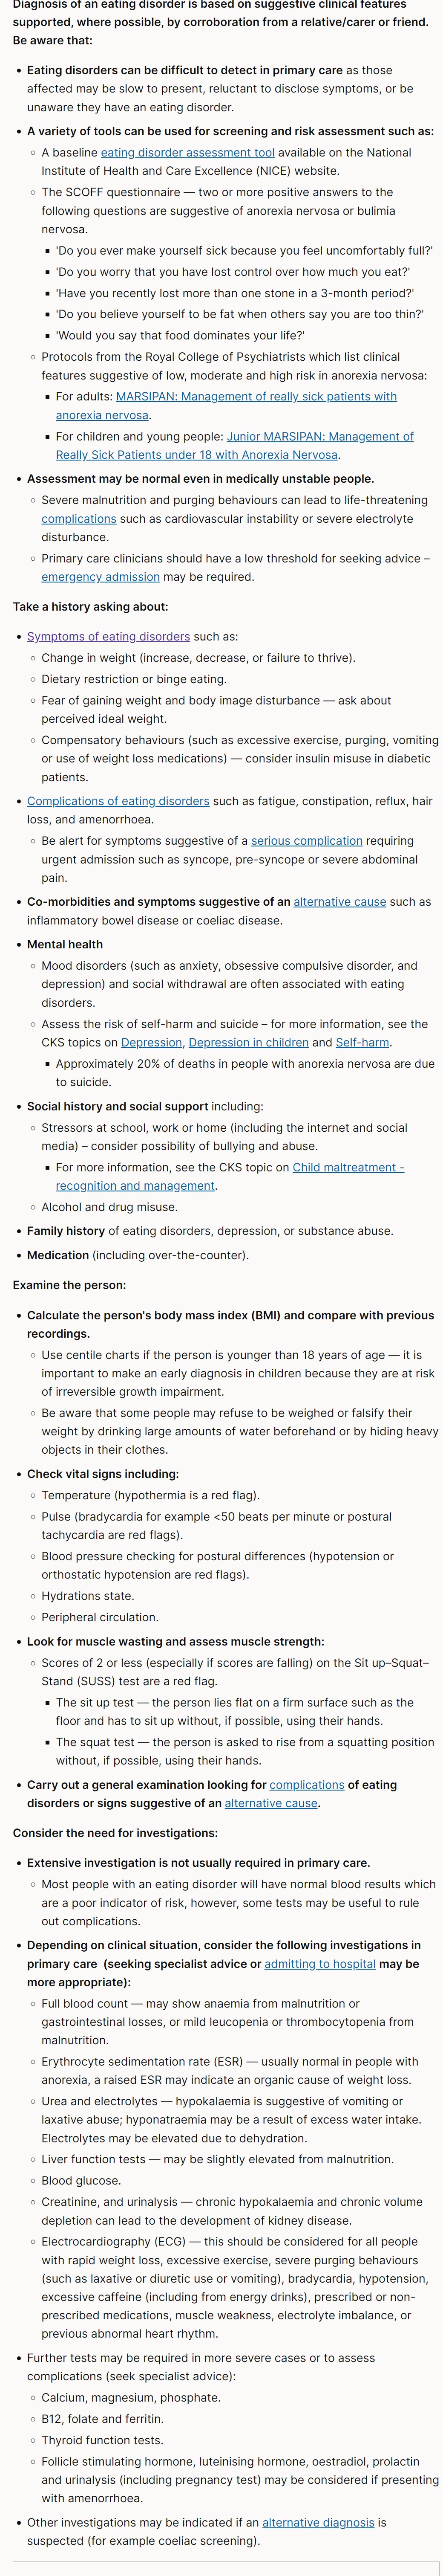 Diagnosis of an eating disorder is based on suggestive clinical features
supported, where possible, by corroboration from a relative/carer or friend.
Be aware that:
• Eating disorders can be difficult to detect in primary care as those
affected may be slow to present, reluctant to disclose symptoms, or be
unaware they have an eating disorder.
• A variety of tools can be used for screening and risk assessment such as:
○ A baseline eating disorder assessment tool available on the National
Institute of Health and Care Excellence (NICE) website.
○ The SCOFF questionnaire — two or more positive answers to the
following questions are suggestive of anorexia nervosa or bulimia
nervosa.
▪ 'Do you ever make yourself sick because you feel uncomfortably full?'
▪ 'Do you worry that you have lost control over how much you eat?'
▪ 'Have you recently lost more than one stone in a 3-month period?'
▪ 'Do you believe yourself to be fat when others say you are too thin?'
▪ 'Would you say that food dominates your life?'
○ Protocols from the Royal College of Psychiatrists which list clinical
features suggestive of low, moderate and high risk in anorexia nervosa:
▪ For adults: MARSIPAN: Management of really sick patients with
anorexia nervosa.
▪ For children and young people: Junior MARSIPAN: Management of
Really Sick Patients under 18 with Anorexia Nervosa.
• Assessment may be normal even in medically unstable people.
○ Severe malnutrition and purging behaviours can lead to life-threatening
complications such as cardiovascular instability or severe electrolyte
disturbance.
○ Primary care clinicians should have a low threshold for seeking advice –
emergency admission may be required.
Take a history asking about:
• Symptoms of eating disorders such as:
○ Change in weight (increase, decrease, or failure to thrive).
○ Dietary restriction or binge eating.
○ Fear of gaining weight and body image disturbance — ask about
perceived ideal weight.
○ Compensatory behaviours (such as excessive exercise, purging, vomiting
or use of weight loss medications) — consider insulin misuse in diabetic
patients.
• Complications of eating disorders such as fatigue, constipation, reflux, hair
loss, and amenorrhoea.
○ Be alert for symptoms suggestive of a serious complication requiring
urgent admission such as syncope, pre-syncope or severe abdominal
pain.
• Co-morbidities and symptoms suggestive of an alternative cause such as
inflammatory bowel disease or coeliac disease.
• Mental health
○ Mood disorders (such as anxiety, obsessive compulsive disorder, and
depression) and social withdrawal are often associated with eating
disorders.
○ Assess the risk of self-harm and suicide – for more information, see the
CKS topics on Depression, Depression in children and Self-harm.
▪ Approximately 20% of deaths in people with anorexia nervosa are due
to suicide.
• Social history and social support including:
○ Stressors at school, work or home (including the internet and social
media) – consider possibility of bullying and abuse.
▪ For more information, see the CKS topic on Child maltreatment -
recognition and management.
○ Alcohol and drug misuse.
• Family history of eating disorders, depression, or substance abuse.
• Medication (including over-the-counter).
Examine the person:
• Calculate the person's body mass index (BMI) and compare with previous
recordings.
○ Use centile charts if the person is younger than 18 years of age — it is
important to make an early diagnosis in children because they are at risk
of irreversible growth impairment.
○ Be aware that some people may refuse to be weighed or falsify their
weight by drinking large amounts of water beforehand or by hiding heavy
objects in their clothes.
• Check vital signs including:
○ Temperature (hypothermia is a red flag).
○ Pulse (bradycardia for example <50 beats per minute or postural
tachycardia are red flags).
○ Blood pressure checking for postural differences (hypotension or
orthostatic hypotension are red flags).
○ Hydrations state.
○ Peripheral circulation.
• Look for muscle wasting and assess muscle strength:
○ Scores of 2 or less (especially if scores are falling) on the Sit up–Squat–
Stand (SUSS) test are a red flag.
▪ The sit up test — the person lies flat on a firm surface such as the
floor and has to sit up without, if possible, using their hands.
▪ The squat test — the person is asked to rise from a squatting position
without, if possible, using their hands.
• Carry out a general examination looking for complications of eating
disorders or signs suggestive of an alternative cause.
Consider the need for investigations:
• Extensive investigation is not usually required in primary care.
○ Most people with an eating disorder will have normal blood results which
are a poor indicator of risk, however, some tests may be useful to rule
out complications.
• Depending on clinical situation, consider the following investigations in
primary care (seeking specialist advice or admitting to hospital may be
more appropriate):
○ Full blood count — may show anaemia from malnutrition or
gastrointestinal losses, or mild leucopenia or thrombocytopenia from
malnutrition.
○ Erythrocyte sedimentation rate (ESR) — usually normal in people with
anorexia, a raised ESR may indicate an organic cause of weight loss.
○ Urea and electrolytes — hypokalaemia is suggestive of vomiting or
laxative abuse; hyponatraemia may be a result of excess water intake.
Electrolytes may be elevated due to dehydration.
○ Liver function tests — may be slightly elevated from malnutrition.
○ Blood glucose.
○ Creatinine, and urinalysis — chronic hypokalaemia and chronic volume
depletion can lead to the development of kidney disease.
○ Electrocardiography (ECG) — this should be considered for all people
with rapid weight loss, excessive exercise, severe purging behaviours
(such as laxative or diuretic use or vomiting), bradycardia, hypotension,
excessive caffeine (including from energy drinks), prescribed or non-
prescribed medications, muscle weakness, electrolyte imbalance, or
previous abnormal heart rhythm.
• Further tests may be required in more severe cases or to assess
complications (seek specialist advice):
○ Calcium, magnesium, phosphate.
○ B12, folate and ferritin.
○ Thyroid function tests.
○ Follicle stimulating hormone, luteinising hormone, oestradiol, prolactin
and urinalysis (including pregnancy test) may be considered if presenting
with amenorrhoea.
• Other investigations may be indicated if an alternative diagnosis is
suspected (for example coeliac screening).